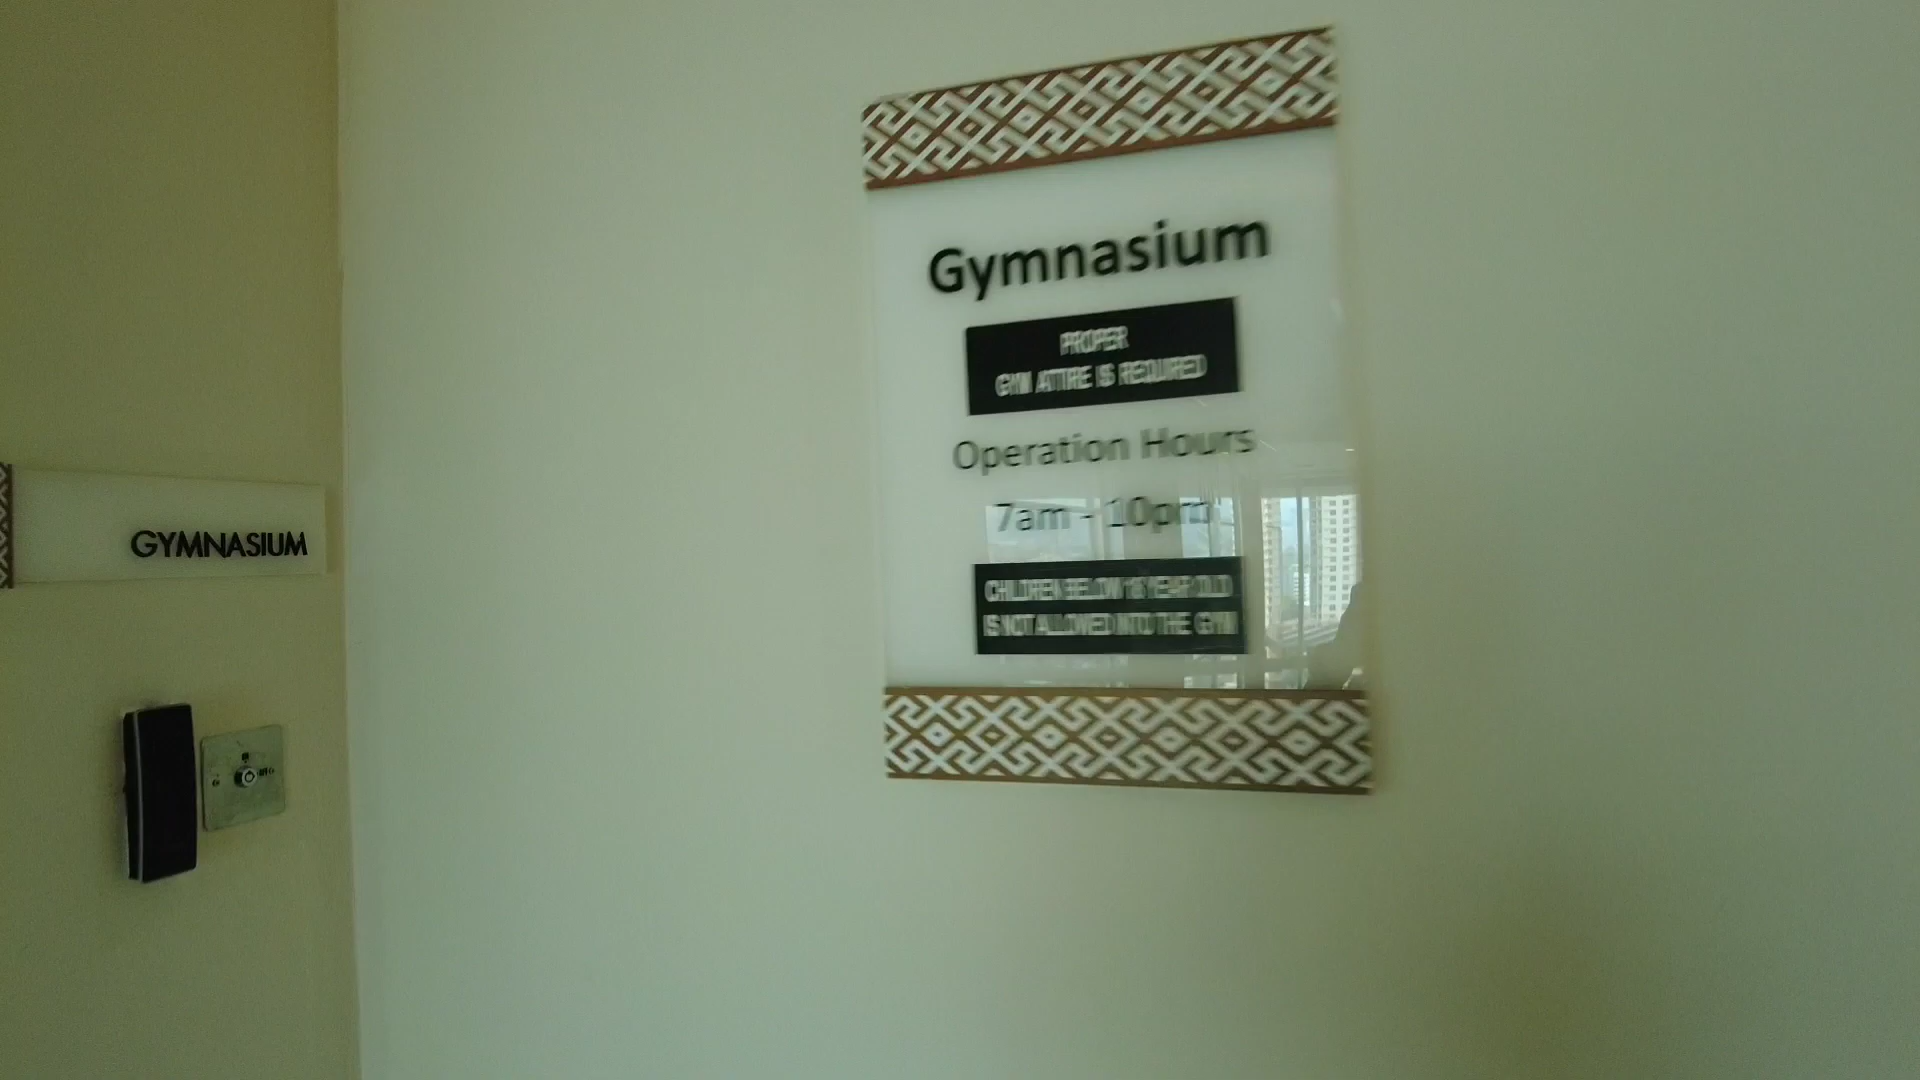 Gymnasium
PROPER
GYM ATTIRE IS REQUIRED
Operation Hours
7am - 10pm
CHILDREN BELOW YEAR OLD
IS NOT ALLOWED INTO THE GYM
GYMNASIUM